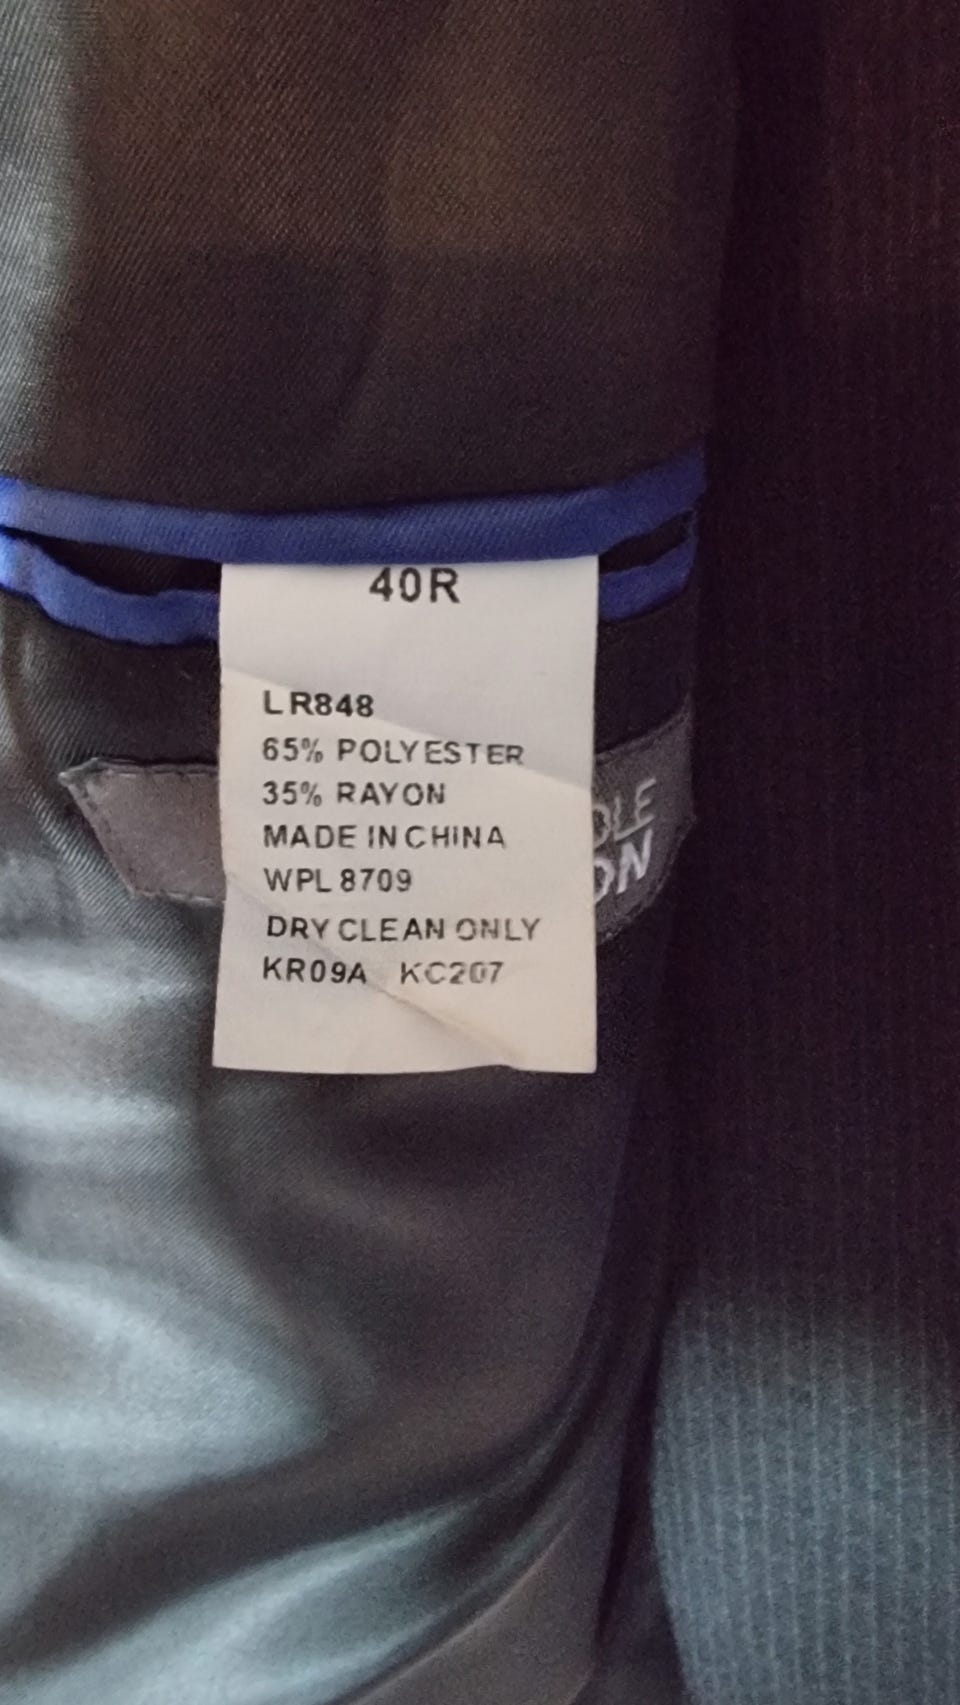 40R
LR848
65% POLYESTER
35% RAYON
MADE IN CHINA
WPL 8709
DRY CLEAN ONLY
KR09A KC207